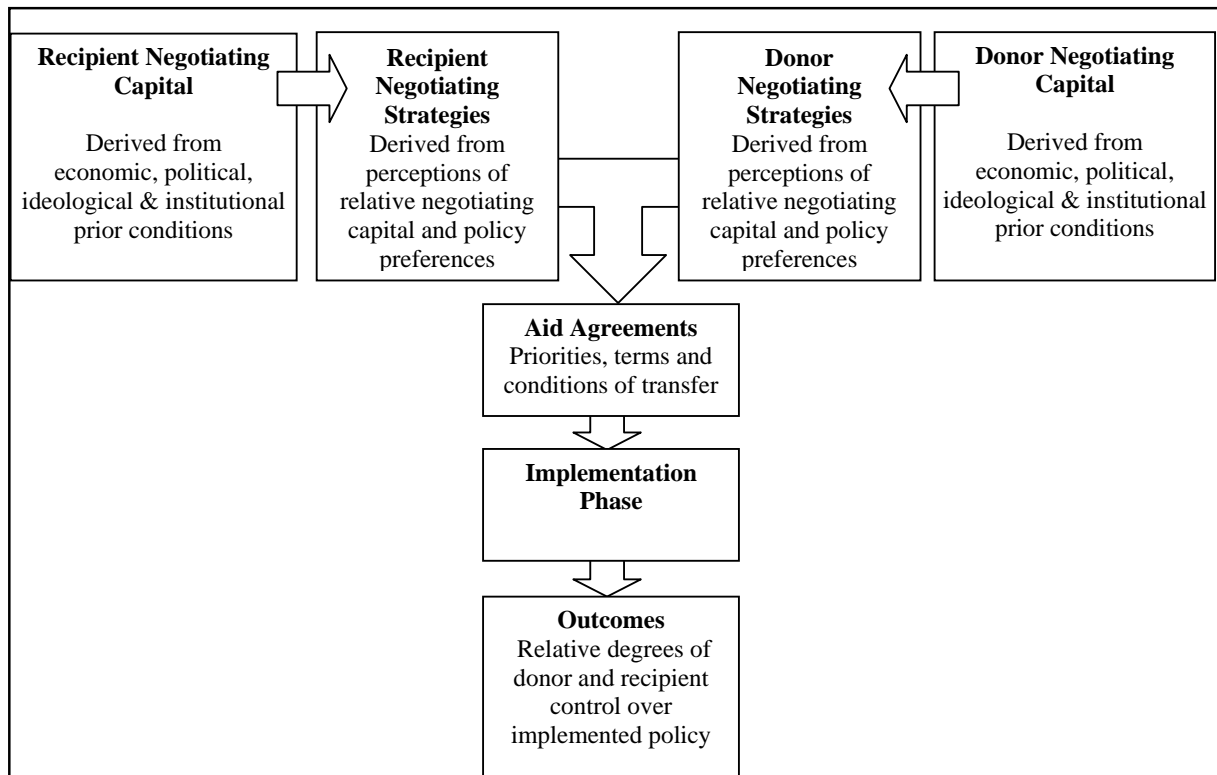 Recipient Negotiating
Capital
Derived from
economic, political,
ideological & institutional
prior conditions
Recipient
Negotiating
Strategies
Derived from
perceptions of
relative negotiating
capital and policy
preferences
Donor
Negotiating
Strategies
Derived from
perceptions of
relative negotiating
capital and policy
preferences
Donor Negotiating
Capital
Derived from
economic, political,
ideological & institutional
prior conditions
Aid Agreements
Priorities, terms and
conditions of transfer
Implementation
Phase
Outcomes
Relative degrees of
donor and recipient
control over
implemented policy